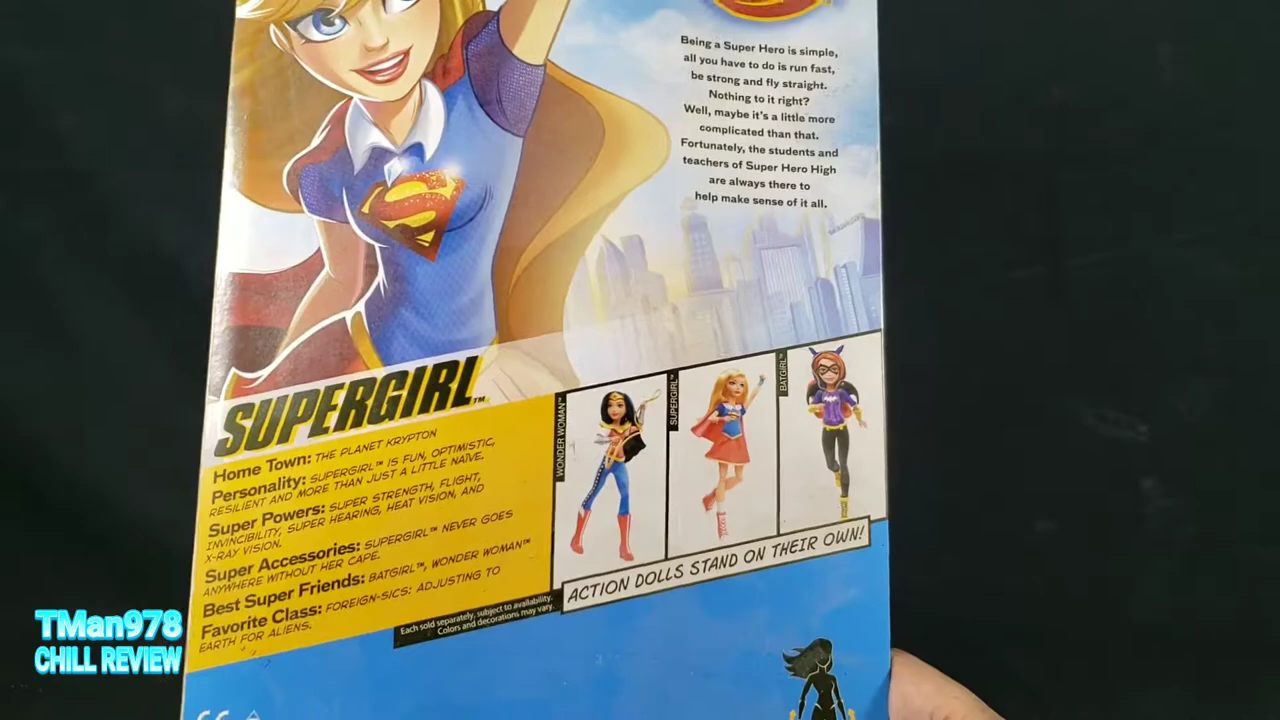 Being a Super Hero is simple,
all you have to do is run fast,
be strong and fly straight.
Nothing to it right?
Well, maybe it's a little more
complicated than that.
Fortunately, the students and
teachers of Super Hero High
are always there to
help make sense of it all.
SUPERGIRL™
Home Town: THE PLANET KRYPTON
Personality: SUPERGIRL™ IS FUN, OPTIMISTIC,
RESILIENT AND MORE THAN JUST A LITTLE NAÏVE.
Super Powers: SUPER STRENGTH, FLIGHT,
INVINCIBILITY, SUPER HEARING, HEAT VISION, AND
X-RAY VISION.
Super Accessories: SUPERGIRL™ NEVER GOES
ANYWHERE WITHOUT HER CAPE.
Best Super Friends: BATGIRL™, WONDER WOMAN™
Favorite Class: FOREIGN-SICS: ADJUSTING TO
EARTH FOR ALIENS.
WONDER WOMAN™
SUPERGIRL™
BATGIRL™
ACTION DOLLS STAND ON THEIR OWN!
Each sold separately, subject to availability.
Colors and decorations may vary.
TMan978
CHILL REVIEW